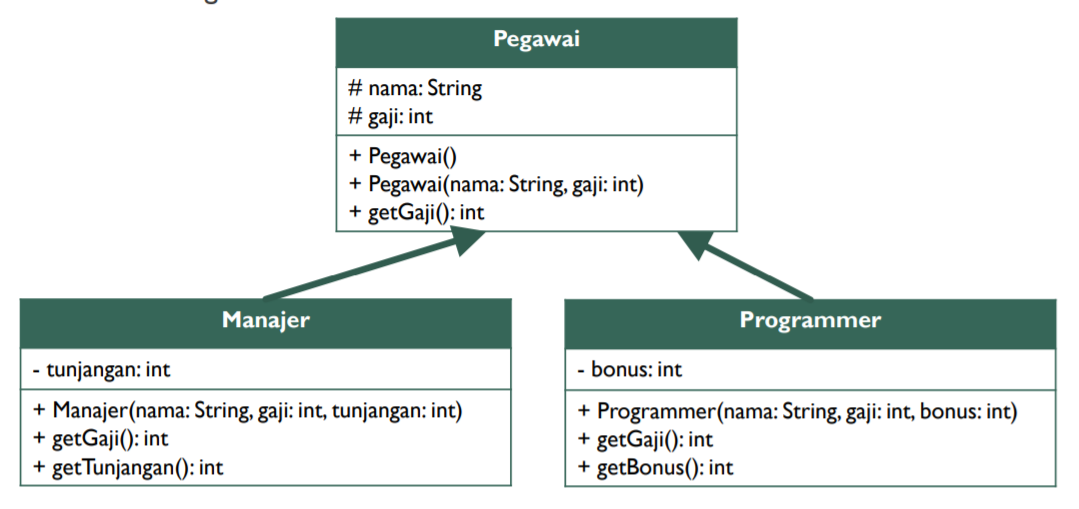 Pegawai
# nama: String
# gaji: int
+ Pegawai()
+ Pegawai(nama: String, gaji: int)
+ getGaji(): int
Manajer
- tunjangan: int
+ Manajer(nama: String, gaji: int, tunjangan: int)
+ getGaji(): int
+ getTunjangan(): int
Programmer
- bonus: int
+ Programmer(nama: String, gaji: int, bonus: int)
+ getGaji(): int
+ getBonus(): int